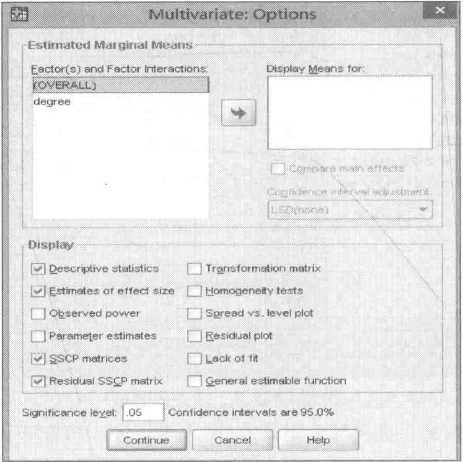 Multivariate: Options
Estimated Marginal Means
Factor(s) and Factor Interactions:
Display Means for:
(OVERALL)
degree
Compare main effects
Confidence interval adjustment
LSD(none)
Display
Descriptive statistics
Transformation matrix
Estimates of effect size
Homogeneity tests
Observed power
Spread vs. level plot
Parameter estimates
Residual plot
SSCP matrices
Lack of fit
Residual SSCP matrix
General estimable function
Significance level: .05 Confidence intervals are 95.0%
Continue Cancel Help